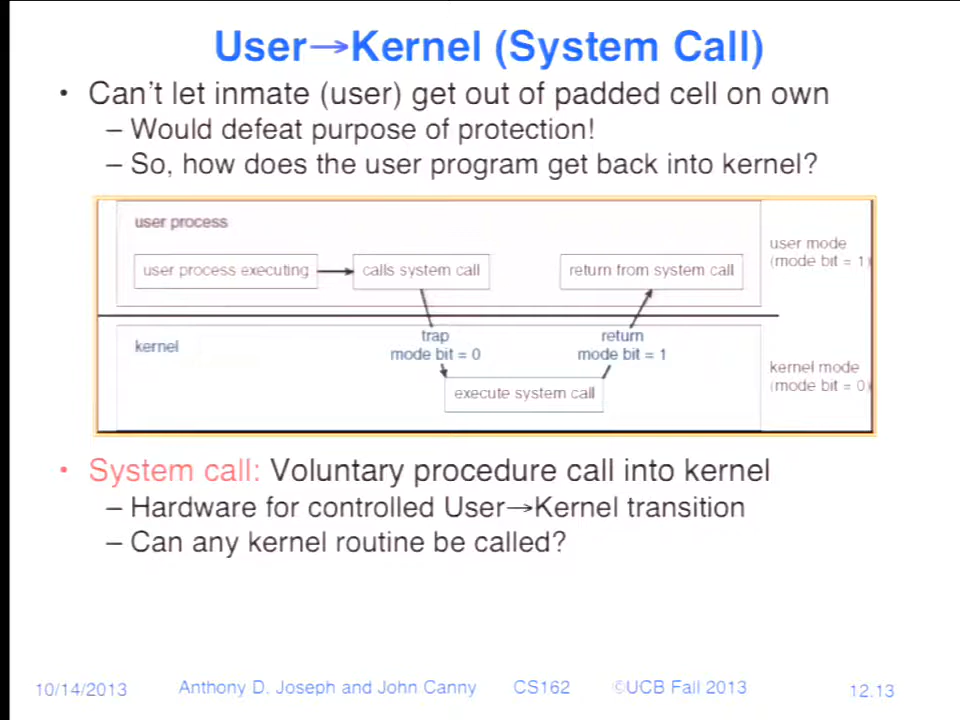 User→Kernel (System Call)
• Can't let inmate (user) get out of padded cell on own
– Would defeat purpose of protection!
– So, how does the user program get back into kernel?
user process
user process executing
calls system call
return from system call
user mode
(mode bit = 1)
kernel
trap
mode bit = 0
return
mode bit = 1
execute system call
kernel mode
(mode bit = 0)
• System call: Voluntary procedure call into kernel
– Hardware for controlled User→Kernel transition
– Can any kernel routine be called?
10/14/2013
Anthony D. Joseph and John Canny
CS162
©UCB Fall 2013
12.13